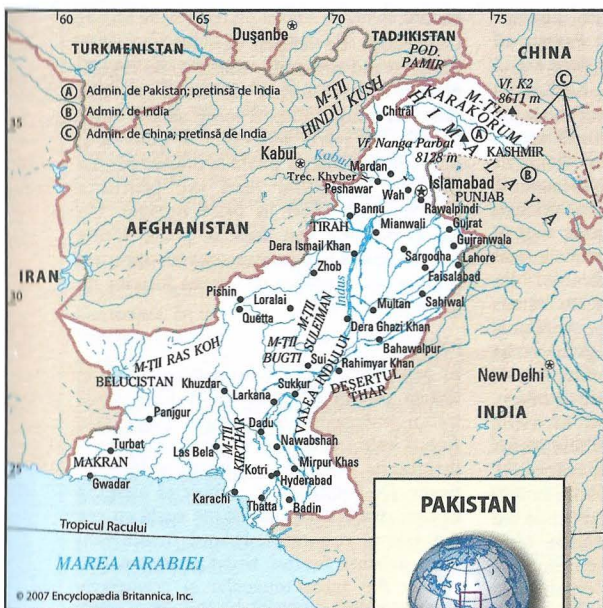 60
65
70
75
TURKMENISTAN
Dușanbe
TADJIKISTAN
POD.
PAMIR
CHINA
A Admin. de Pakistan; pretinsă de India
B Admin. de India
C Admin. de China; pretinsă de India
C
M-ȚII
HINDU KUSH
Chitrāl
M-ȚII
KARAKORUM
Vf. K2
8611 m
35
A
HIMALAYA
KASHMIR
B
Vf. Nanga Parbat
8128 m
Kabul
Kabul
Trec. Khyber
Mardan
Peshawar
Wah
Islamabad
PUNJAB
Rawalpindi
Bannu
TIRAH
Mianwali
Gujrat
Gujranwala
AFGHANISTAN
Dera Ismail Khan
Sargodha
Lahore
Faisalabad
Zhob
IRAN
30
Pishin
Loralai
Quetta
M-ȚII
SULEIMAN
Indus
Multan
Sahiwal
Dera Ghazi Khan
M-ȚII RAS KOH
M-ȚII
BUGTI
Sui
Bahawalpur
Rahimyar Khan
BELUCISTAN
Khuzdar
Larkana
Sukkur
VALEA INDULUI
DEȘERTUL
THAR
New Delhi
INDIA
Panjgur
Dadu
Turbat
Las Bela
M-ȚII
KIRTHAR
Nawabshah
MAKRAN
25
Kotri
Mirpur Khas
Hyderabad
Gwadar
Karachi
Thatta
Badin
Tropicul Racului
MAREA ARABIEI
PAKISTAN
© 2007 Encyclopædia Britannica, Inc.